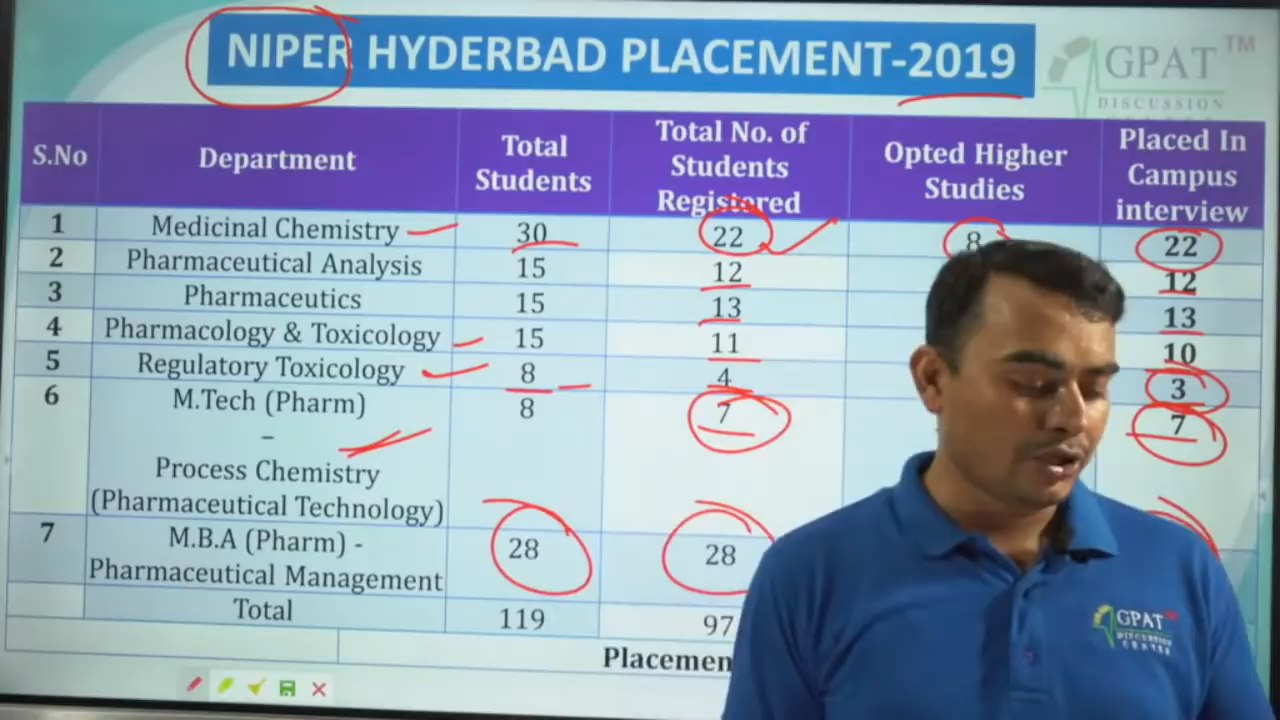 NIPER HYDERBAD PLACEMENT-2019
GPAT TM
DISCUSSION
S.No Department Total Students Total No. of Students Registered Opted Higher Studies Placed In Campus interview
1 Medicinal Chemistry 30 22 8 22
2 Pharmaceutical Analysis 15 12 12
3 Pharmaceutics 15 13 13
4 Pharmacology & Toxicology 15 11 10
5 Regulatory Toxicology 8 4 3
6 M.Tech (Pharm) 8 7 7
–
Process Chemistry
(Pharmaceutical Technology)
7 M.B.A (Pharm) - 28 28
Pharmaceutical Management
Total 119 97
GPAT TM
DISCUSSION
CENTRE